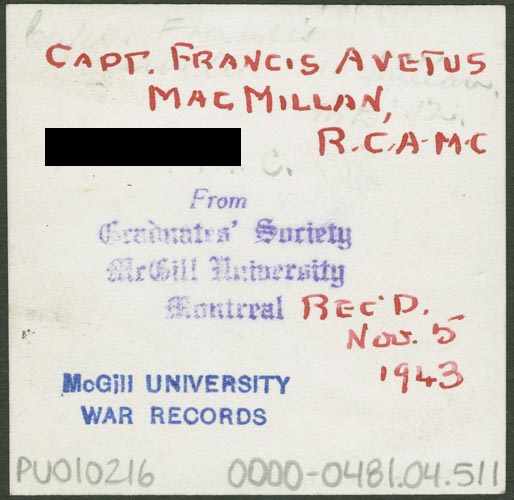 CAPT. FRANCIS AVETUS
MACMILLAN,
R.C.A.M.C
From
Graduates' Society
McGill University
Montreal REC'D.
Nov. 5
1943
McGill UNIVERSITY
WAR RECORDS
PU010216 0000-0481.04.511